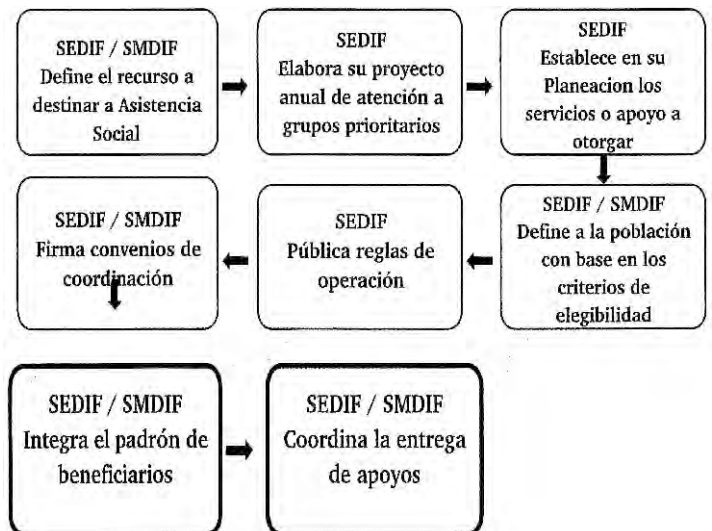 SEDIF / SMDIF
Define el recurso a
destinar a Asistencia
Social
SEDIF
Elabora su proyecto
anual de atención a
grupos prioritarios
SEDIF
Establece en su
Planeacion los
servicios o apoyo a
otorgar
SEDIF / SMDIF
Define a la población
con base en los
criterios de
elegibilidad
SEDIF
Pública reglas de
operación
SEDIF / SMDIF
Firma convenios de
coordinación
SEDIF / SMDIF
Integra el padrón de
beneficiarios
SEDIF / SMDIF
Coordina la entrega
de apoyos